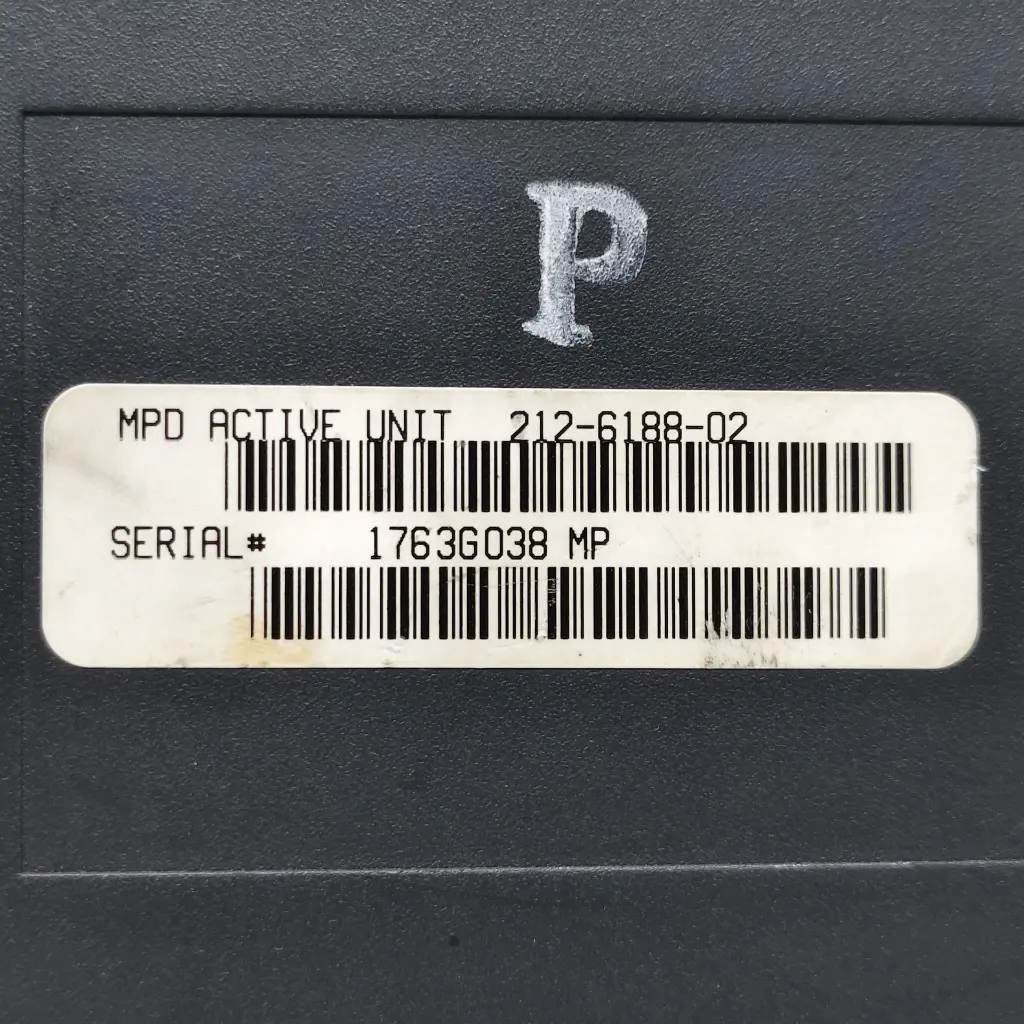 P
MPD ACTIVE UNIT 212-6188-02
SERIAL# 1763G038 MP